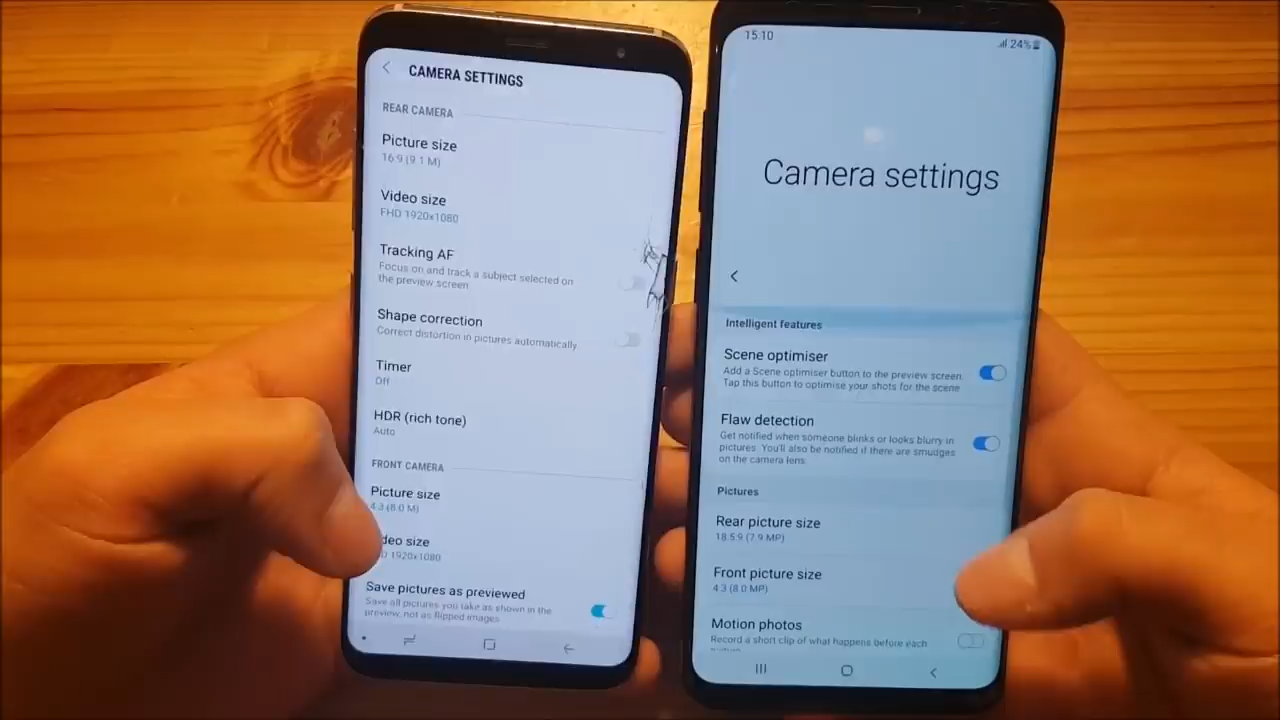 CAMERA SETTINGS
REAR CAMERA
Picture size
16:9 (9.1 M)
Video size
FHD 1920x1080
Tracking AF
Focus on and track a subject selected on
the preview screen.
Shape correction
Correct distortion in pictures automatically.
Timer
Off
HDR (rich tone)
Auto
FRONT CAMERA
Picture size
4:3 (8.0 M)
deo size
D 1920x1080
Save pictures as previewed
Save all pictures you take as shown in the
preview, not as flipped images.
15:10
24%
Camera settings
Intelligent features
Scene optimiser
Add a Scene optimiser button to the preview screen.
Tap this button to optimise your shots for the scene.
Flaw detection
Get notified when someone blinks or looks blurry in
pictures. You'll also be notified if there are smudges
on the camera lens.
Pictures
Rear picture size
18.5:9 (7.9 MP)
Front picture size
4:3 (8.0 MP)
Motion photos
Record a short clip of what happens before each